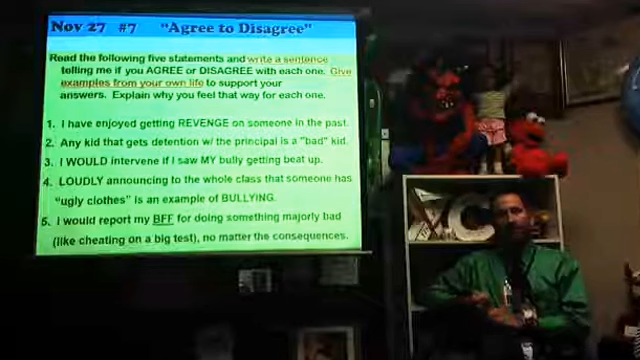 Nov 27 #7 "Agree to Disagree"
Read the following five statements and write a sentence
telling me if you AGREE or DISAGREE with each one. Give
examples from your own life to support your
answers. Explain why you feel that way for each one.
1. I have enjoyed getting REVENGE on someone in the past.
2. Any kid that gets detention w/ the principal is a "bad" kid.
3. I WOULD intervene if I saw MY bully getting beat up.
4. LOUDLY announcing to the whole class that someone has
"ugly clothes" is an example of BULLYING.
5. I would report my BFF for doing something majorly bad
(like cheating on a big test), no matter the consequences.